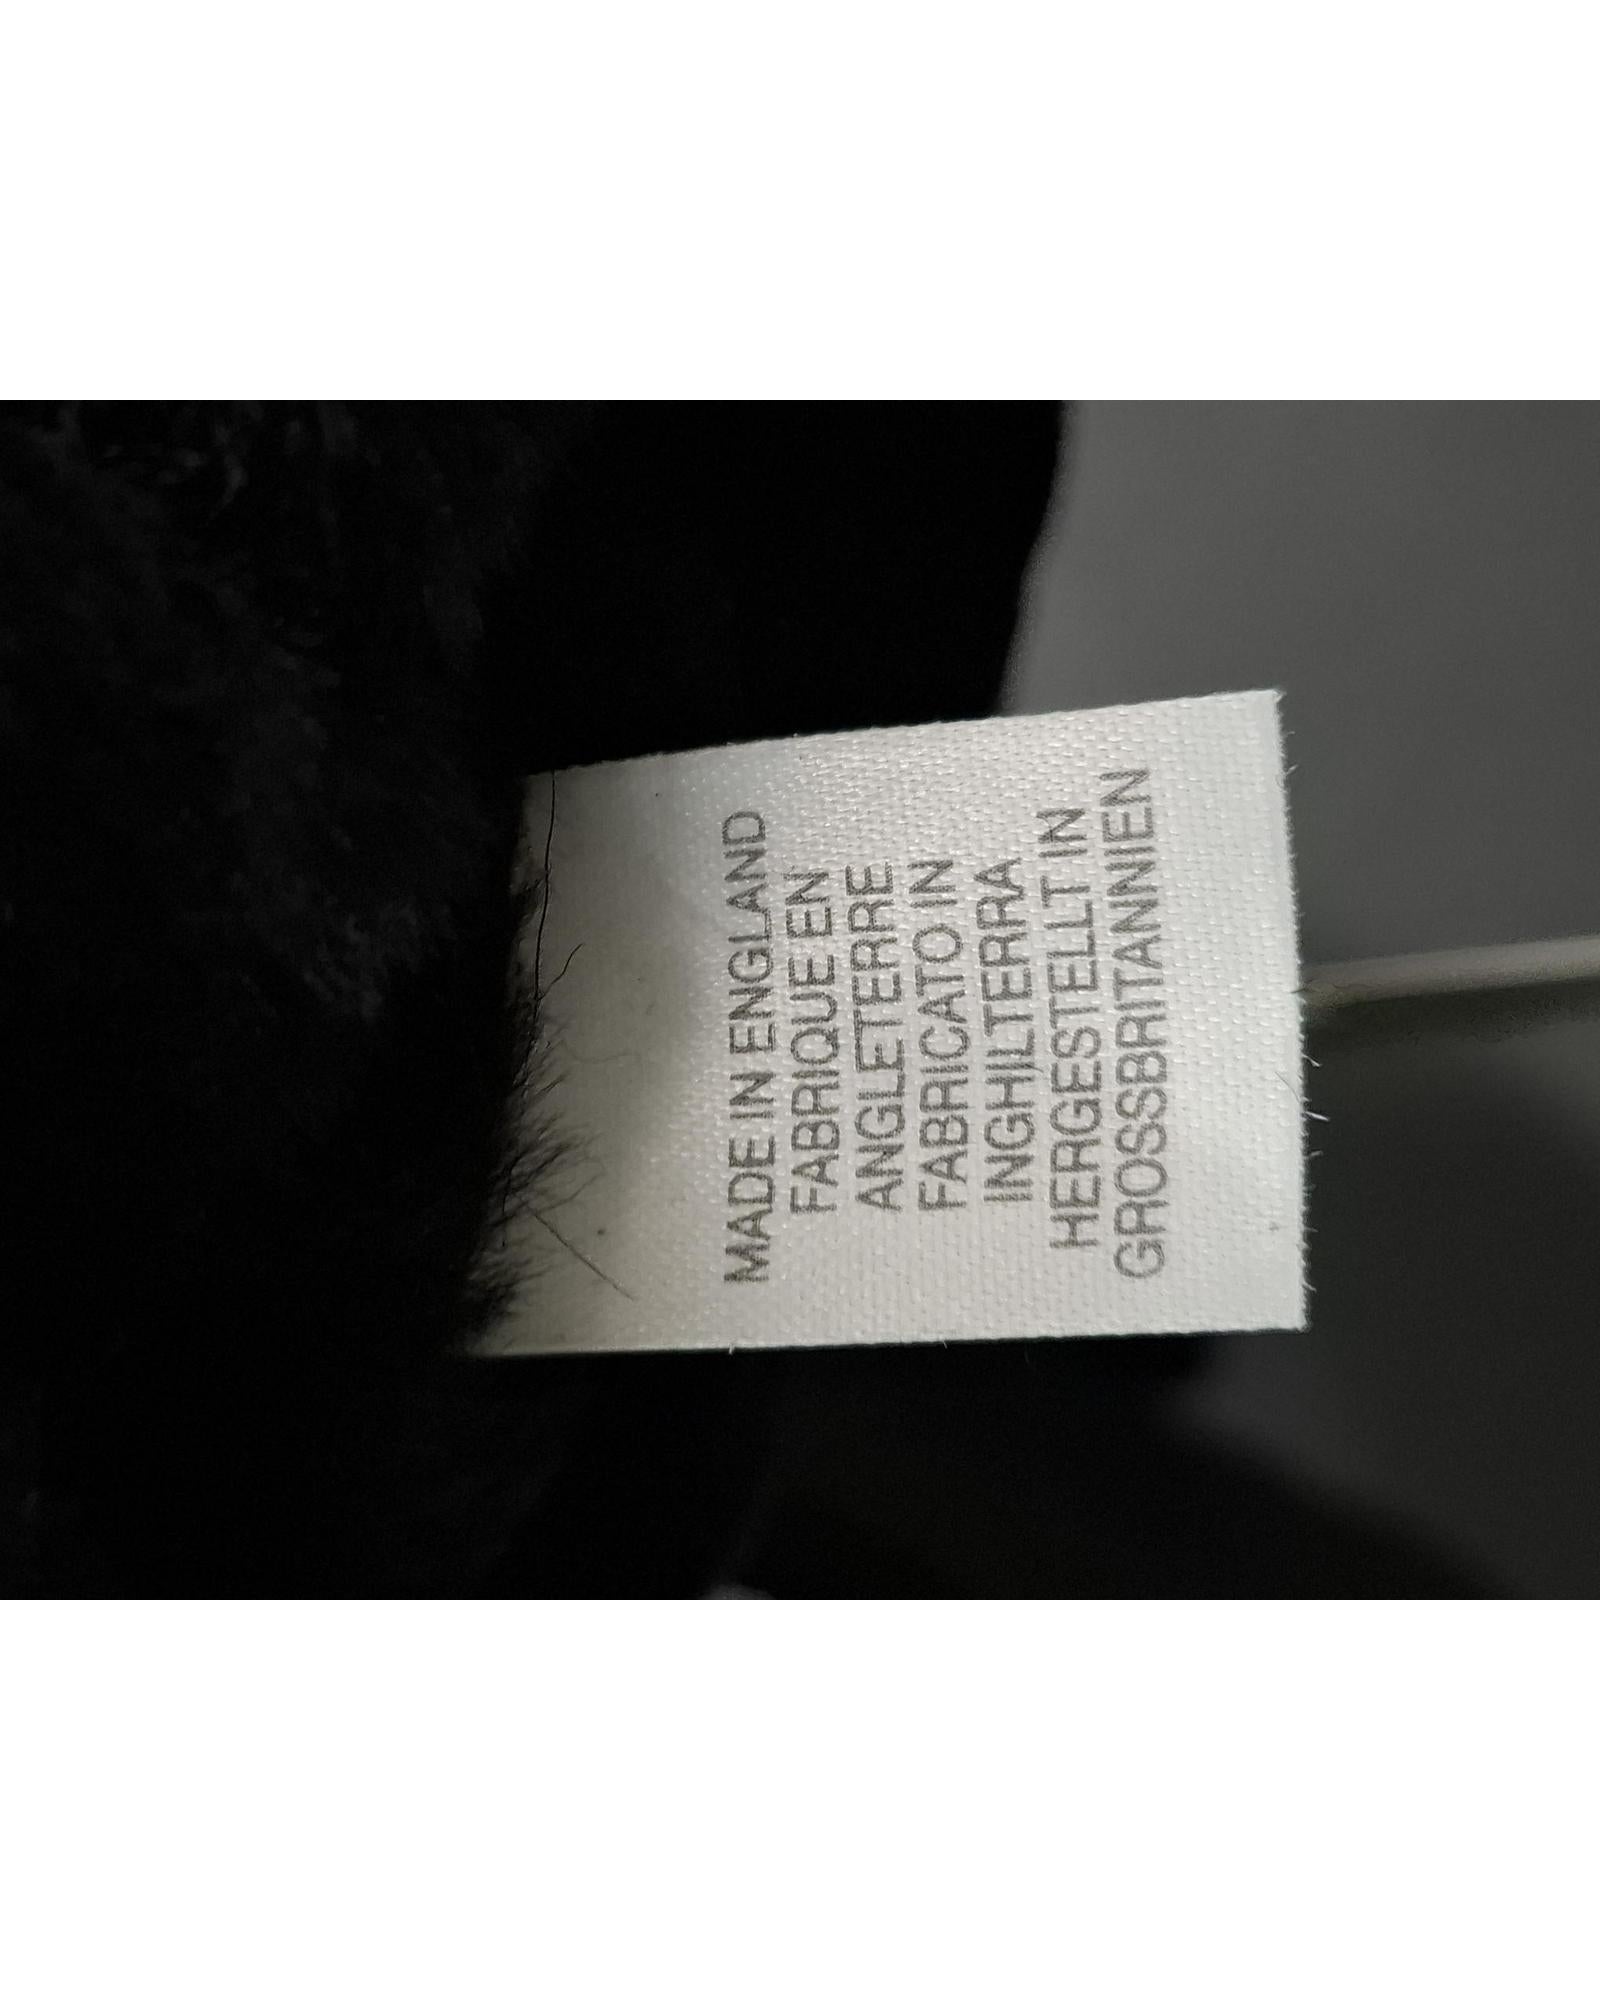 MADE IN ENGLAND
FABRIQUE EN
ANGLETERRE
FABRICATO IN
INGHILTERRA
HERGESTELLT IN
GROSSBRITANNIEN